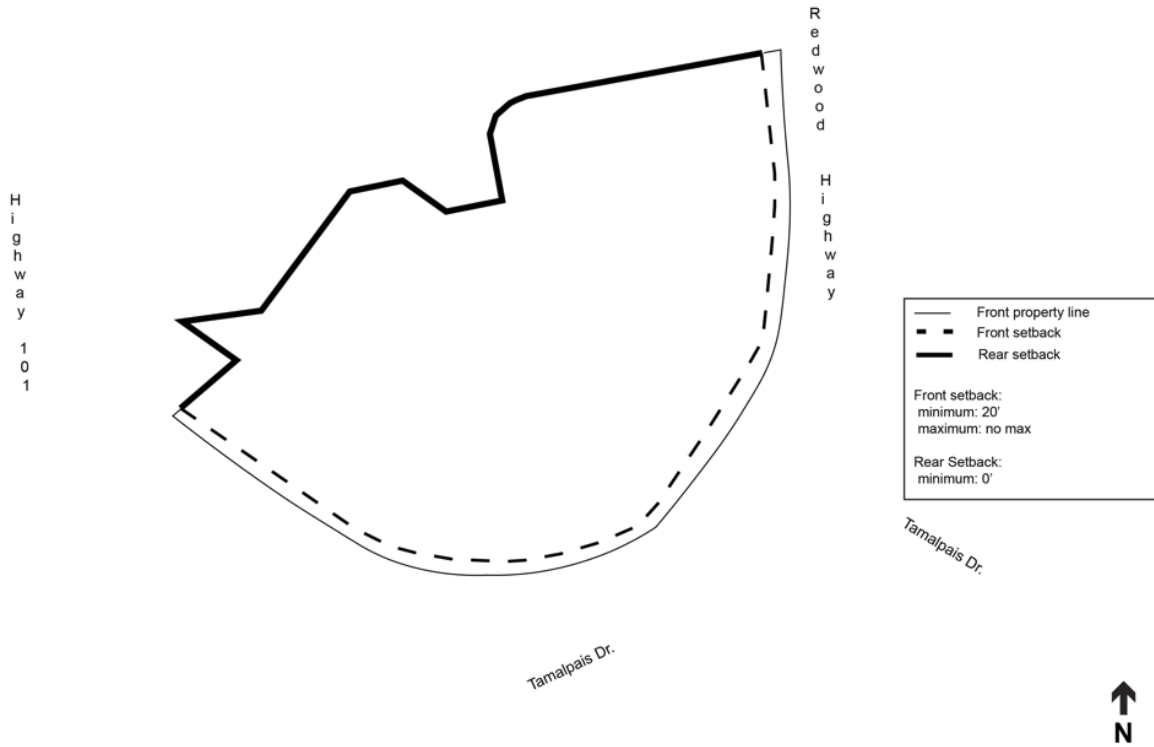 Redwood
Highway
Highway 101
Front property line
Front setback
Rear setback
Front setback:
minimum: 20'
maximum: no max
Rear Setback:
minimum: 0'
Tamalpais Dr.
Tamalpais Dr.
N